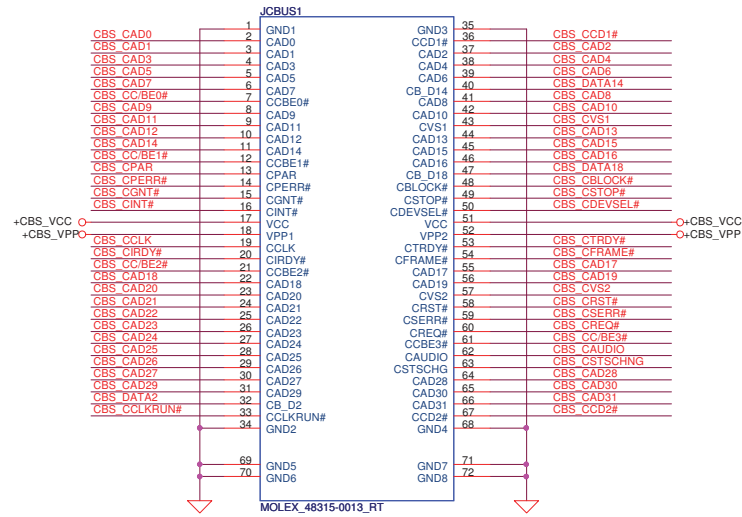 JCBUS1
1 GND1 GND3 35
CBS_CAD0 2 CAD0 CCD1# 36 CBS_CCD1#
CBS_CAD1 3 CAD1 CAD2 37 CBS_CAD2
CBS_CAD3 4 CAD3 CAD4 38 CBS_CAD4
CBS_CAD5 5 CAD5 CAD6 39 CBS_CAD6
CBS_CAD7 6 CAD7 CB_D14 40 CBS_DATA14
CBS_CC/BE0# 7 CCBE0# CAD8 41 CBS_CAD8
CBS_CAD9 8 CAD9 CAD10 42 CBS_CAD10
CBS_CAD11 9 CAD11 CVS1 43 CBS_CVS1
CBS_CAD12 10 CAD12 CAD13 44 CBS_CAD13
CBS_CAD14 11 CAD14 CAD15 45 CBS_CAD15
CBS_CC/BE1# 12 CCBE1# CAD16 46 CBS_CAD16
CBS_CPAR 13 CPAR CB_D18 47 CBS_DATA18
CBS_CPERR# 14 CPERR# CBLOCK# 48 CBS_CBLOCK#
CBS_CGNT# 15 CGNT# CSTOP# 49 CBS_CSTOP#
CBS_CINT# 16 CINT# CDEVSEL# 50 CBS_CDEVSEL#
+CBS_VCC 17 VCC VCC 51 +CBS_VCC
+CBS_VPP 18 VPP1 VPP2 52 +CBS_VPP
CBS_CCLK 19 CCLK CTRDY# 53 CBS_CTRDY#
CBS_CIRDY# 20 CIRDY# CFRAME# 54 CBS_CFRAME#
CBS_CC/BE2# 21 CCBE2# CAD17 55 CBS_CAD17
CBS_CAD18 22 CAD18 CAD19 56 CBS_CAD19
CBS_CAD20 23 CAD20 CVS2 57 CBS_CVS2
CBS_CAD21 24 CAD21 CRST# 58 CBS_CRST#
CBS_CAD22 25 CAD22 CSERR# 59 CBS_CSERR#
CBS_CAD23 26 CAD23 CREQ# 60 CBS_CREQ#
CBS_CAD24 27 CAD24 CCBE3# 61 CBS_CC/BE3#
CBS_CAD25 28 CAD25 CAUDIO 62 CBS_CAUDIO
CBS_CAD26 29 CAD26 CSTSCHG 63 CBS_CSTSCHNG
CBS_CAD27 30 CAD27 CAD28 64 CBS_CAD28
CBS_CAD29 31 CAD29 CAD30 65 CBS_CAD30
CBS_DATA2 32 CB_D2 CAD31 66 CBS_CAD31
CBS_CCLKRUN# 33 CCLKRUN# CCD2# 67 CBS_CCD2#
34 GND2 GND4 68
69 GND5 GND7 71
70 GND6 GND8 72
MOLEX_48315-0013_RT